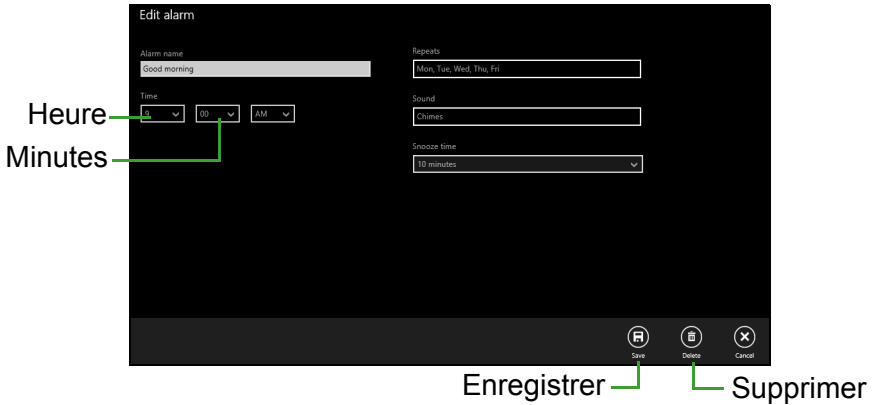 Edit alarm
Alarm name
Good morning
Time
9 00 AM
Repeats
Mon, Tue, Wed, Thu, Fri
Sound
Chimes
Snooze time
10 minutes
Heure
Minutes
Save Delete Cancel
Enregistrer Supprimer